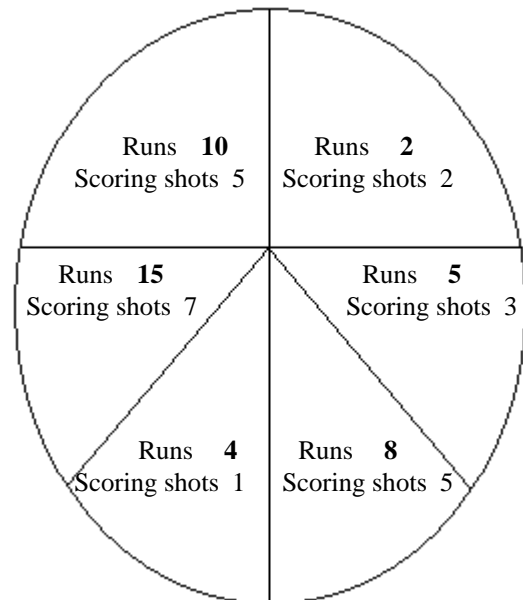 Runs 10
Scoring shots 5
Runs 2
Scoring shots 2
Runs 15
Scoring shots 7
Runs 5
Scoring shots 3
Runs 4
Scoring shots 1
Runs 8
Scoring shots 5